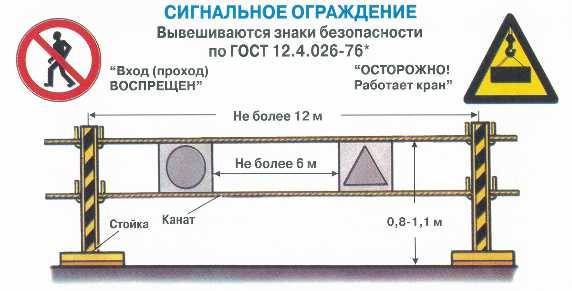 СИГНАЛЬНОЕ ОГРАЖДЕНИЕ
Вывешиваются знаки безопасности
по ГОСТ 12.4.026-76*
“Вход (проход)
ВОСПРЕЩЕН”
“ОСТОРОЖНО!
Работает кран”
Не более 12 м
Не более 6 м
Стойка
Канат
0,8-1,1 м